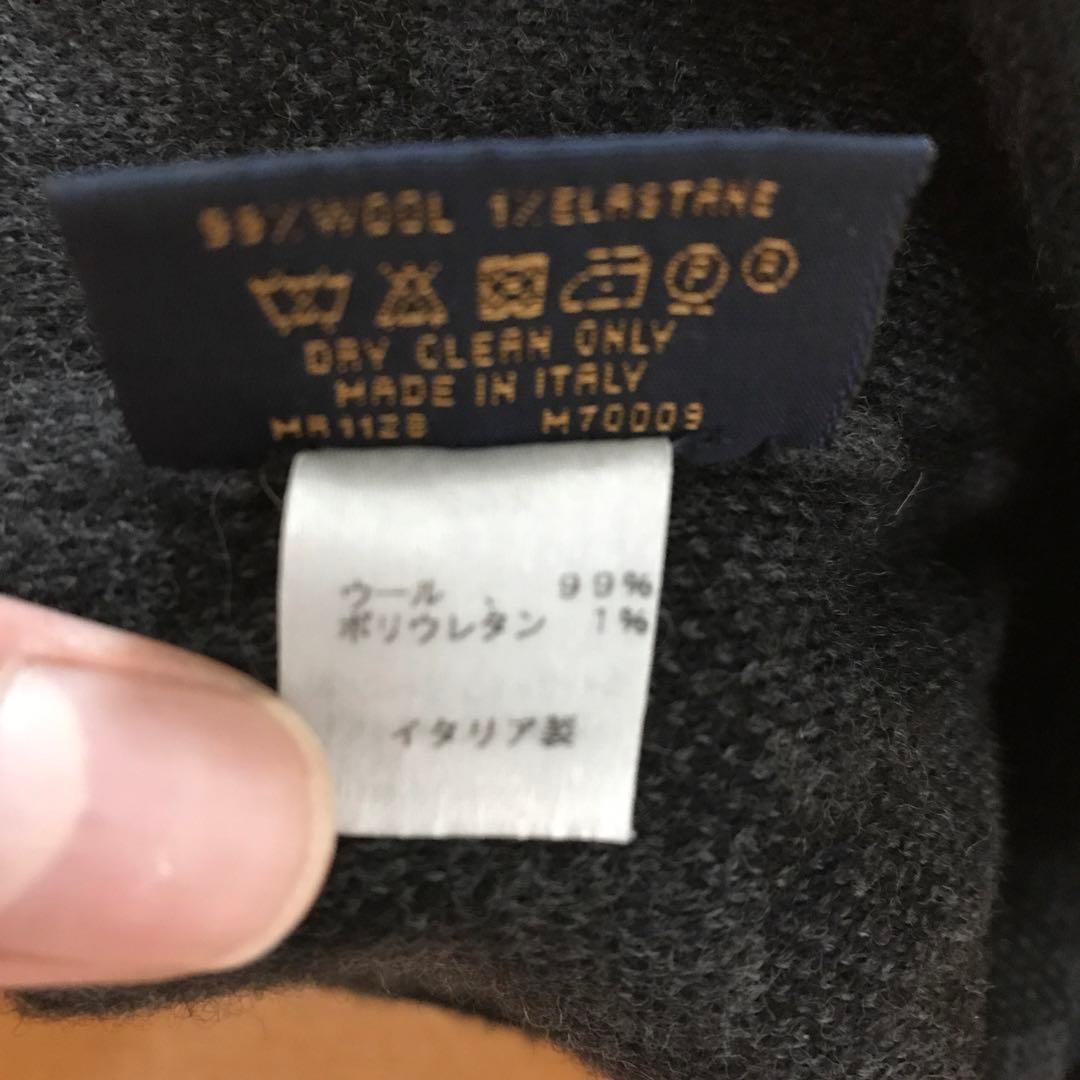 99% WOOL 1% ELASTANE
DRY CLEAN ONLY
MADE IN ITALY
MR1128 M70009
ウール 99%
ポリウレタン 1%
イタリア製